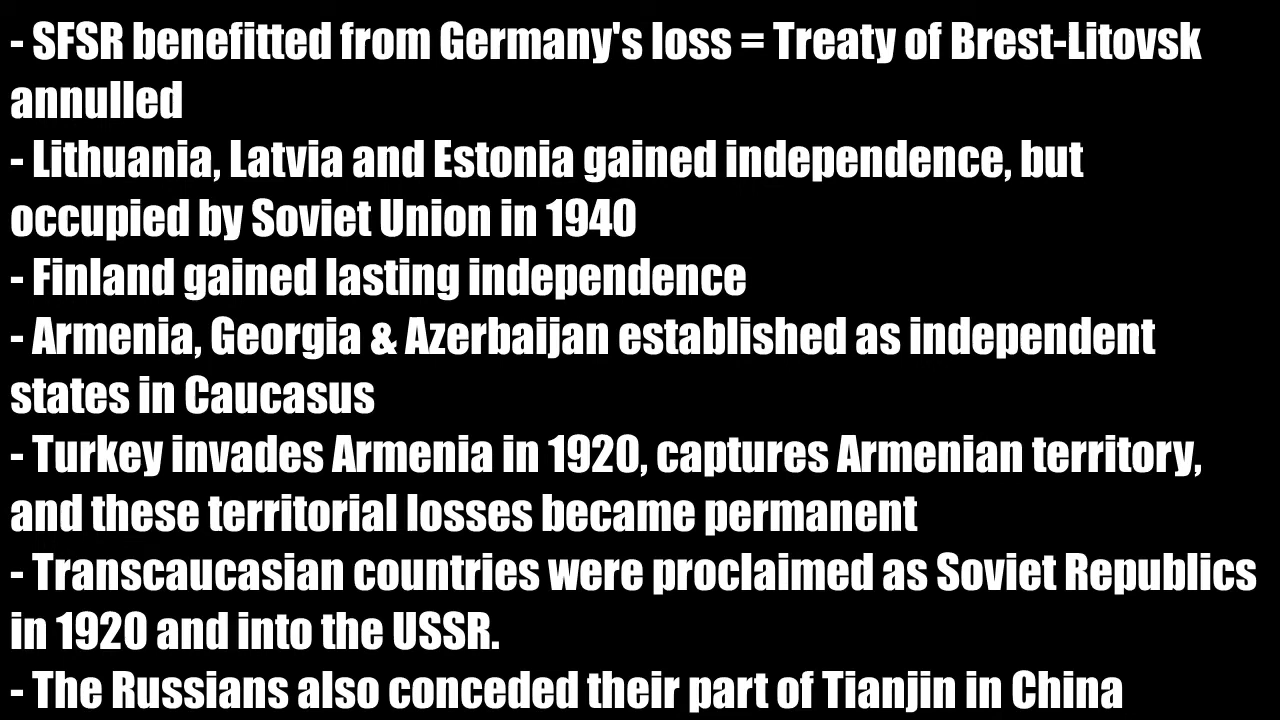 - SFSR benefitted from Germany's loss = Treaty of Brest-Litovsk
annulled
- Lithuania, Latvia and Estonia gained independence, but
occupied by Soviet Union in 1940
- Finland gained lasting independence
- Armenia, Georgia & Azerbaijan established as independent
states in Caucasus
- Turkey invades Armenia in 1920, captures Armenian territory,
and these territorial losses became permanent
- Transcaucasian countries were proclaimed as Soviet Republics
in 1920 and into the USSR.
- The Russians also conceded their part of Tianjin in China